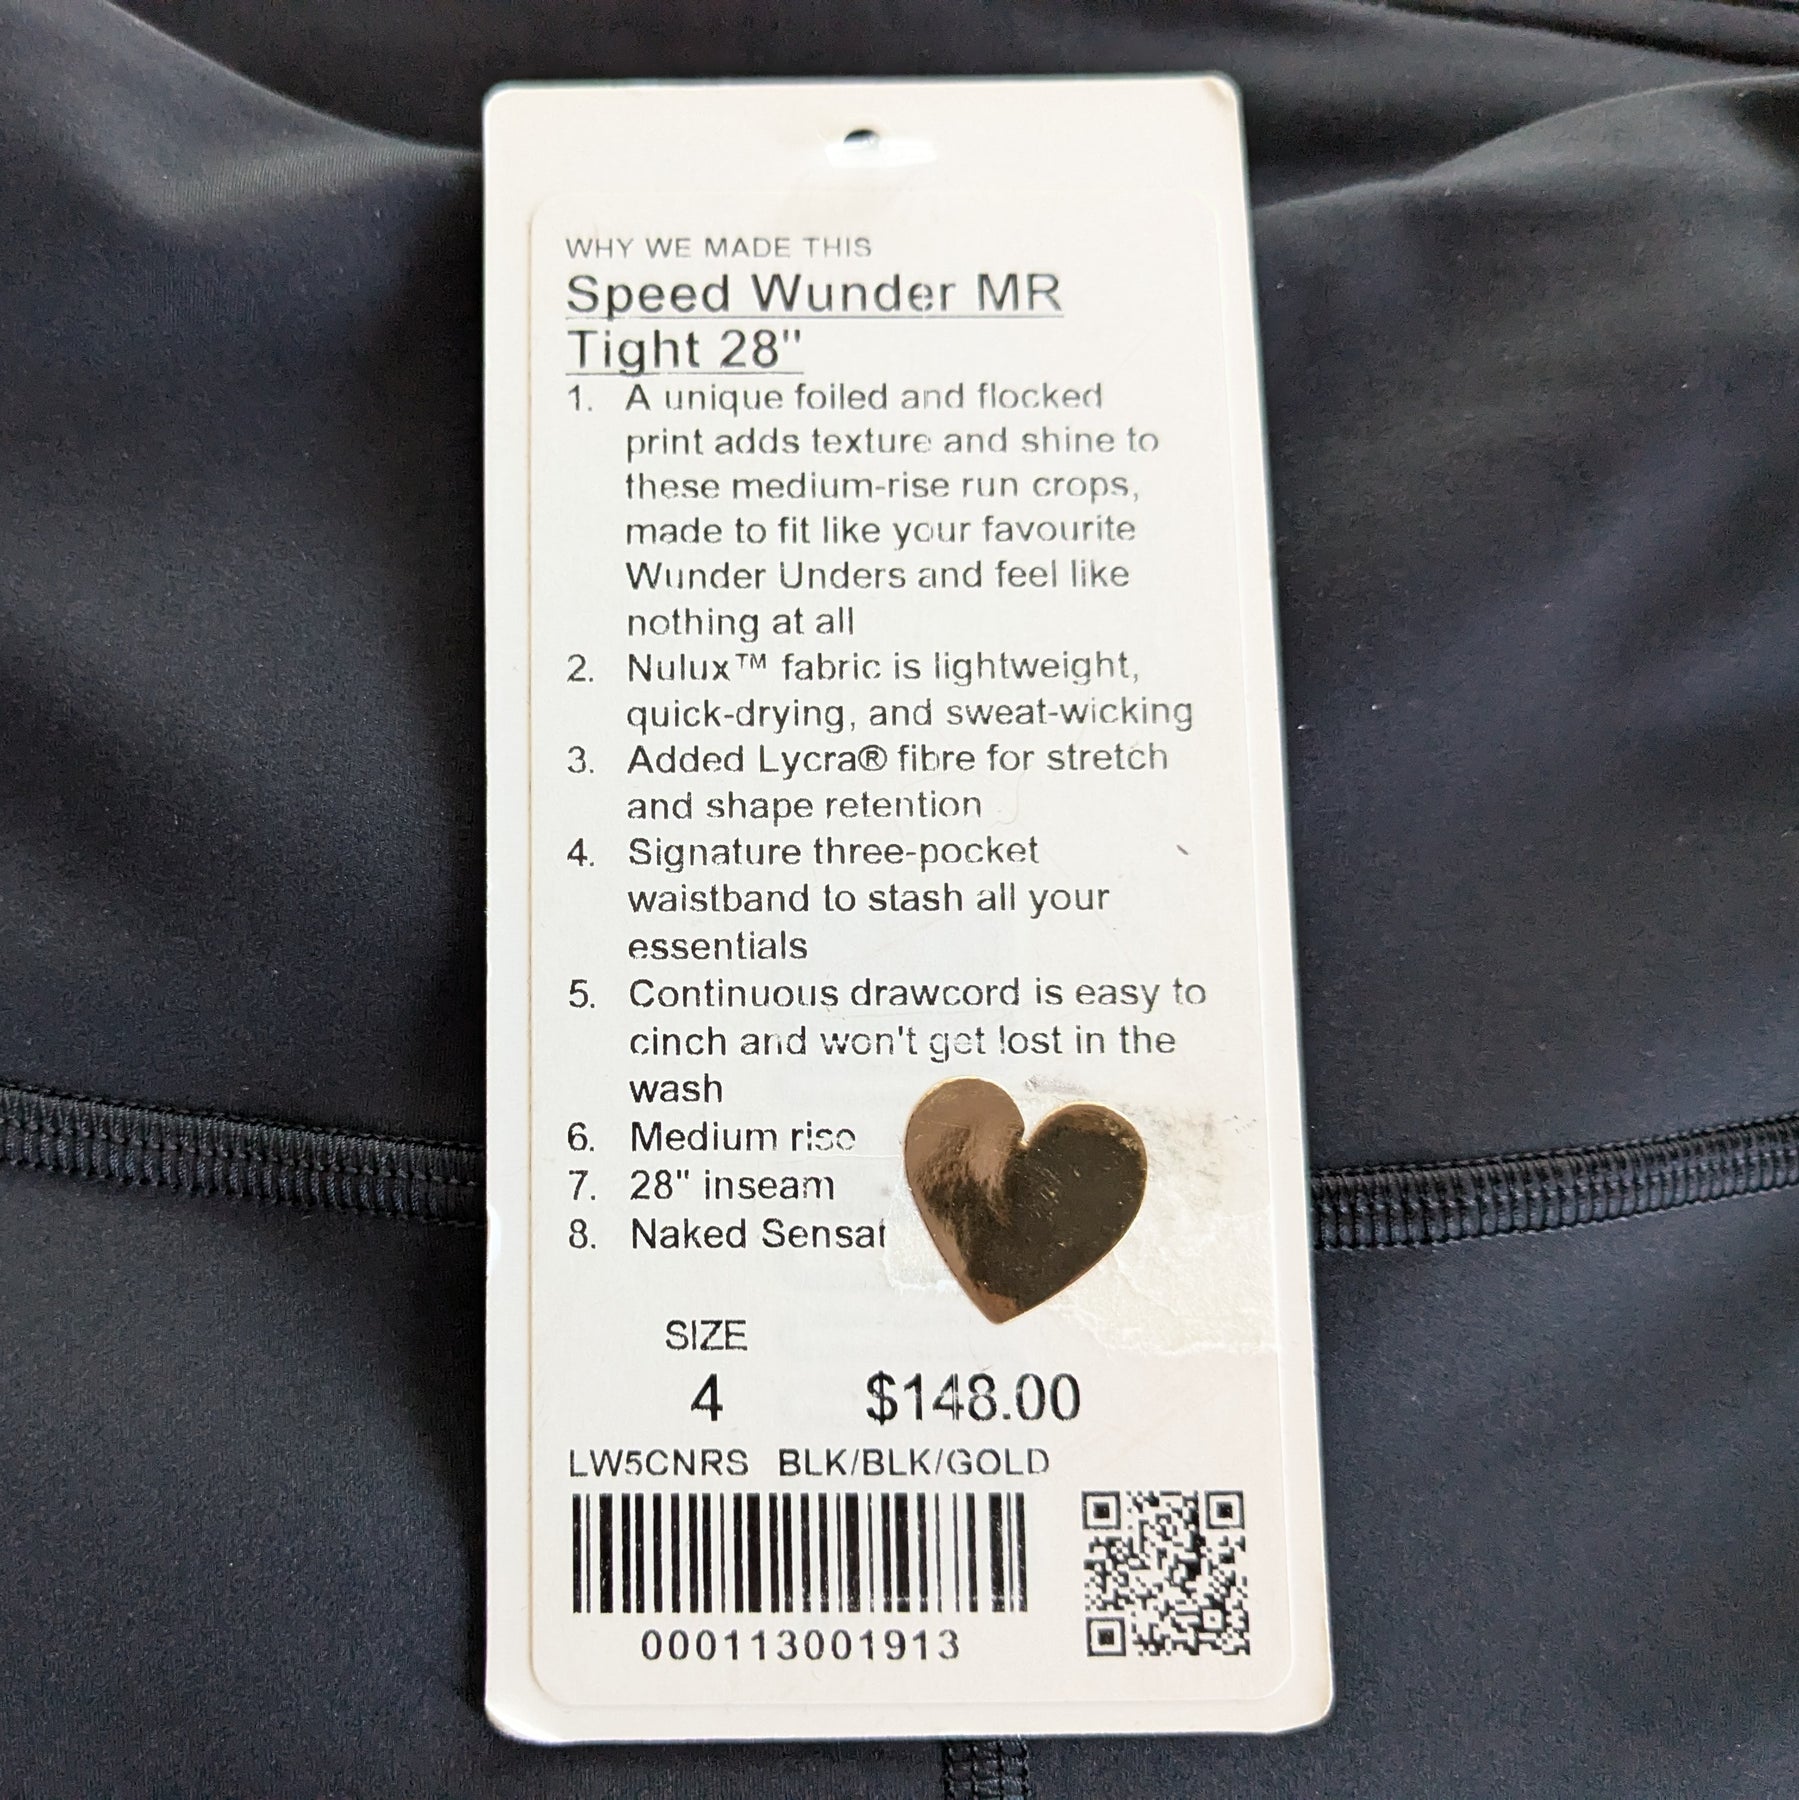 WHY WE MADE THIS
Speed Wunder MR
Tight 28"
1. A unique foiled and flocked
print adds texture and shine to
these medium-rise run crops,
made to fit like your favourite
Wunder Unders and feel like
nothing at all
2. Nulux™ fabric is lightweight,
quick-drying, and sweat-wicking
3. Added Lycra® fibre for stretch
and shape retention
4. Signature three-pocket
waistband to stash all your
essentials
5. Continuous drawcord is easy to
cinch and won't get lost in the
wash
6. Medium rise
7. 28" inseam
8. Naked
SIZE
4 $148.00
LW5CNRS BLK/BLK/GOLD
000113001913